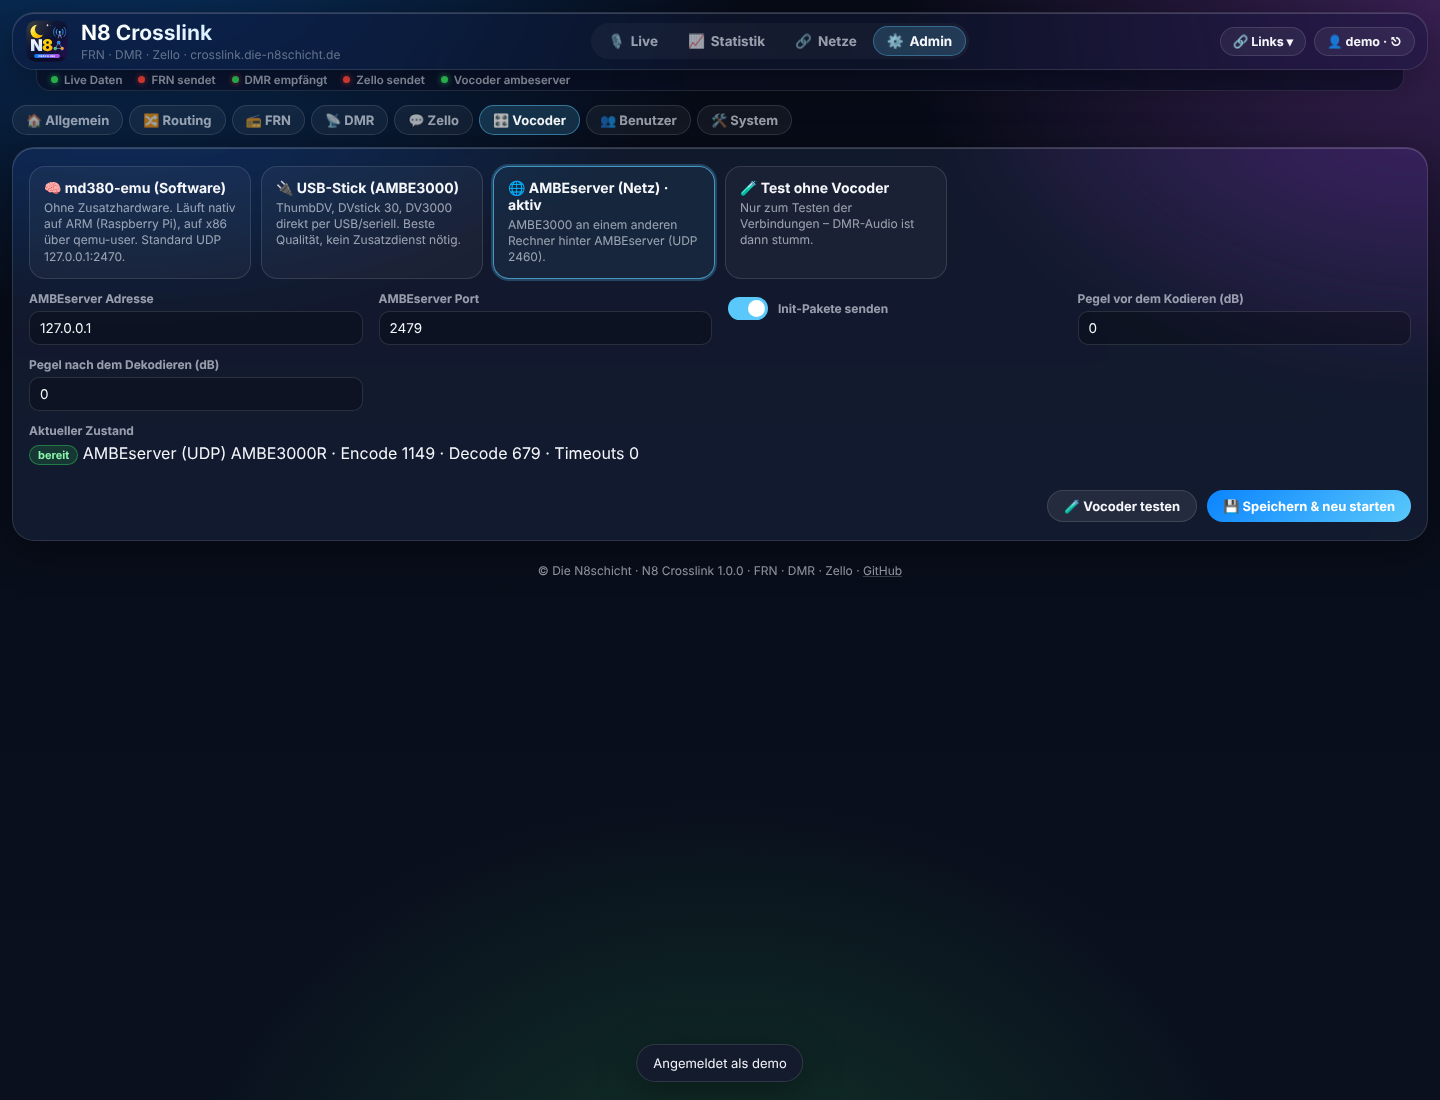 N8 Crosslink
FRN · DMR · Zello · crosslink.die-n8schicht.de
Live
Statistik
Netze
Admin
Links ▾
demo · ⎋
Live Daten
FRN sendet
DMR empfängt
Zello sendet
Vocoder ambeserver
Allgemein
Routing
FRN
DMR
Zello
Vocoder
Benutzer
System
md380-emu (Software)
Ohne Zusatzhardware. Läuft nativ
auf ARM (Raspberry Pi), auf x86
über qemu-user. Standard UDP
127.0.0.1:2470.
USB-Stick (AMBE3000)
ThumbDV, DVstick 30, DV3000
direkt per USB/seriell. Beste
Qualität, kein Zusatzdienst nötig.
AMBEserver (Netz) ·
aktiv
AMBE3000 an einem anderen
Rechner hinter AMBEserver (UDP
2460).
Test ohne Vocoder
Nur zum Testen der
Verbindungen – DMR-Audio ist
dann stumm.
AMBEserver Adresse
127.0.0.1
AMBEserver Port
2479
Init-Pakete senden
Pegel vor dem Kodieren (dB)
0
Pegel nach dem Dekodieren (dB)
0
Aktueller Zustand
bereit AMBEserver (UDP) AMBE3000R · Encode 1149 · Decode 679 · Timeouts 0
Vocoder testen
Speichern & neu starten
© Die N8schicht · N8 Crosslink 1.0.0 · FRN · DMR · Zello · GitHub
Angemeldet als demo